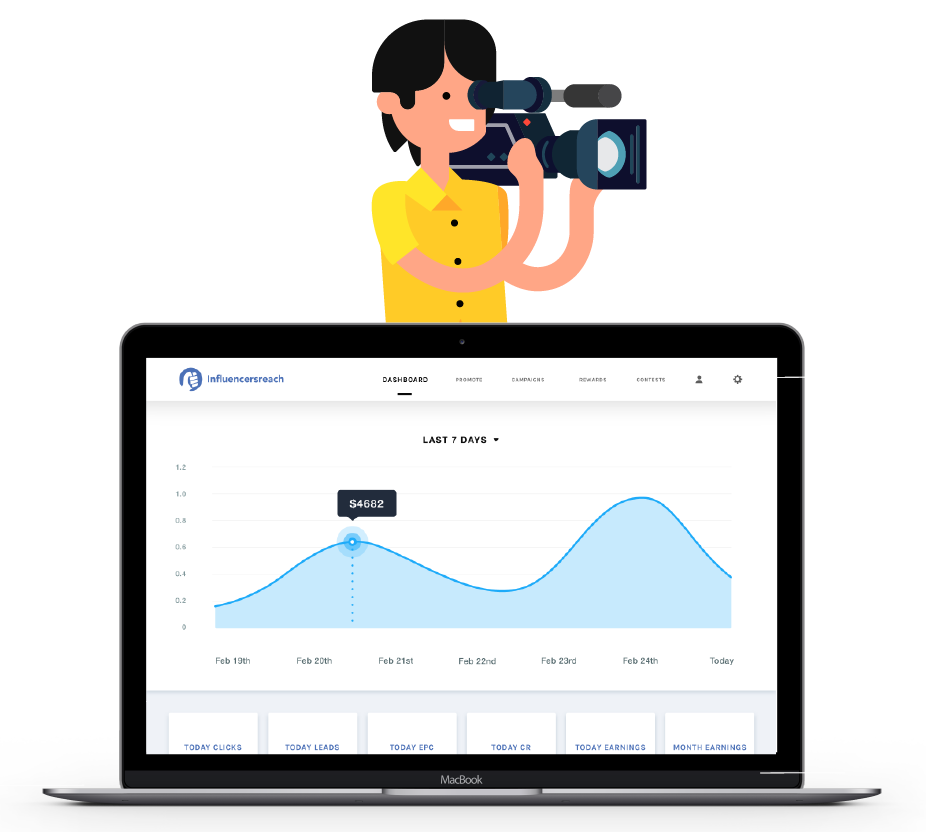 Influencersreach
DASHBOARD PROMOTE CAMPAIGNS REWARDS CONTESTS
LAST 7 DAYS
1.2
1.0
$4682
0.8
0.6
0.4
0.2
0
Feb 19th Feb 20th Feb 21st Feb 22nd Feb 23rd Feb 24th Today
TODAY CLICKS TODAY LEADS TODAY EPC TODAY CR TODAY EARNINGS MONTH EARNINGS
MacBook